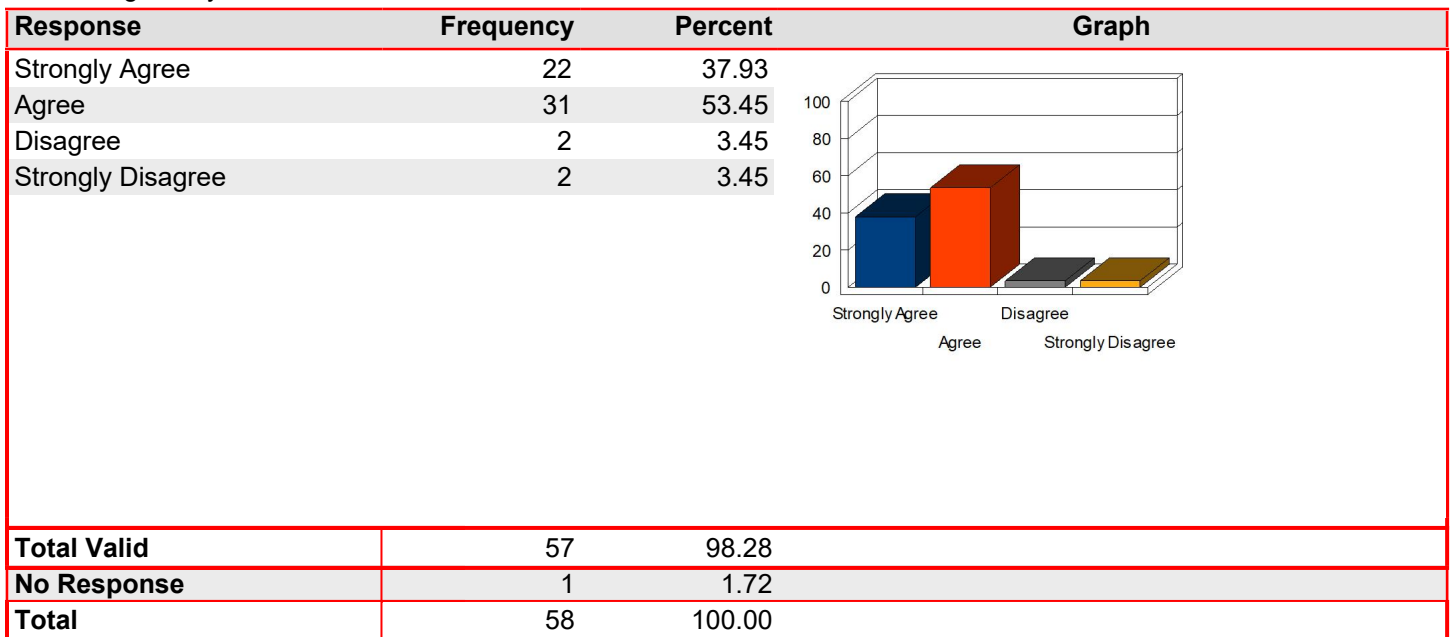 Response Frequency Percent Graph
Strongly Agree 22 37.93
Agree 31 53.45
Disagree 2 3.45
Strongly Disagree 2 3.45
100
80
60
40
20
0
Strongly Agree Disagree
Agree Strongly Disagree
Total Valid 57 98.28
No Response 1 1.72
Total 58 100.00